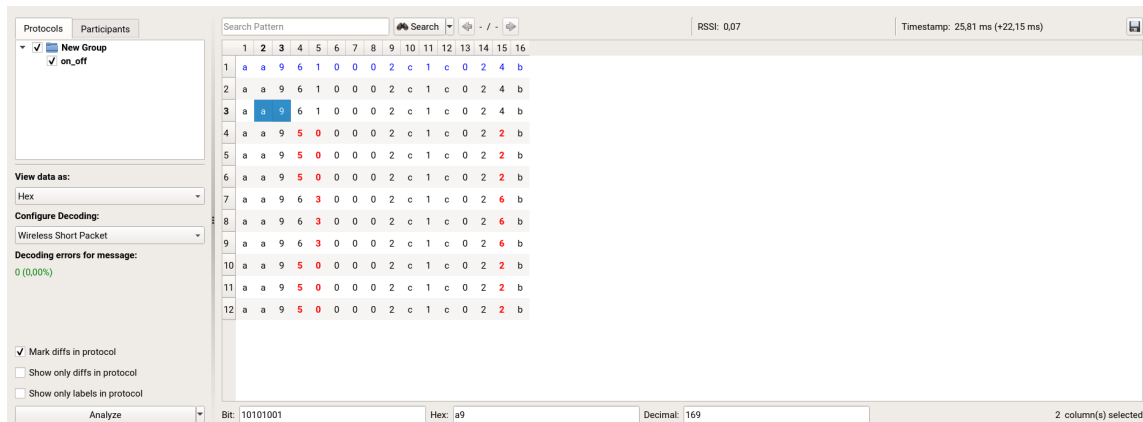 Protocols Participants
New Group
on_off
View data as:
Hex
Configure Decoding:
Wireless Short Packet
Decoding errors for message:
0 (0,00%)
Mark diffs in protocol
Show only diffs in protocol
Show only labels in protocol
Analyze
Search Pattern Search - / - RSSI: 0,07 Timestamp: 25,81 ms (+22,15 ms)
1 2 3 4 5 6 7 8 9 10 11 12 13 14 15 16
1 a a 9 6 1 0 0 0 2 c 1 c 0 2 4 b
2 a a 9 6 1 0 0 0 2 c 1 c 0 2 4 b
3 a a 9 6 1 0 0 0 2 c 1 c 0 2 4 b
4 a a 9 5 0 0 0 0 2 c 1 c 0 2 2 b
5 a a 9 5 0 0 0 0 2 c 1 c 0 2 2 b
6 a a 9 5 0 0 0 0 2 c 1 c 0 2 2 b
7 a a 9 6 3 0 0 0 2 c 1 c 0 2 6 b
8 a a 9 6 3 0 0 0 2 c 1 c 0 2 6 b
9 a a 9 6 3 0 0 0 2 c 1 c 0 2 6 b
10 a a 9 5 0 0 0 0 2 c 1 c 0 2 2 b
11 a a 9 5 0 0 0 0 2 c 1 c 0 2 2 b
12 a a 9 5 0 0 0 0 2 c 1 c 0 2 2 b
Bit: 10101001 Hex: a9 Decimal: 169 2 column(s) selected